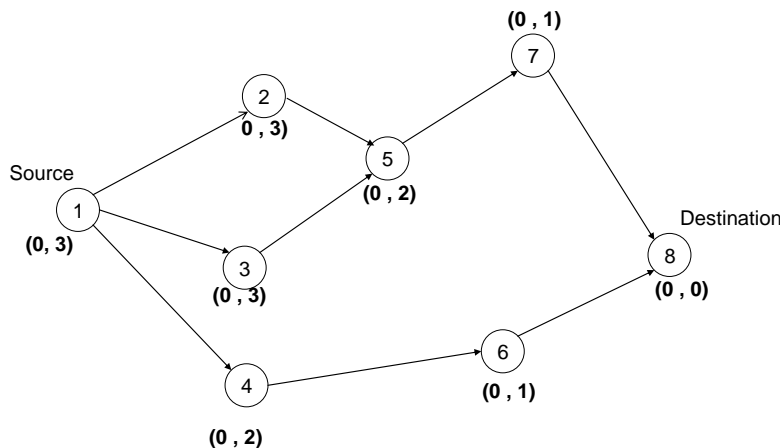 (0 , 1)
7
2
0 , 3)
5
(0 , 2)
Source
1
(0, 3)
Destination
8
(0 , 0)
3
(0 , 3)
6
(0 , 1)
4
(0 , 2)